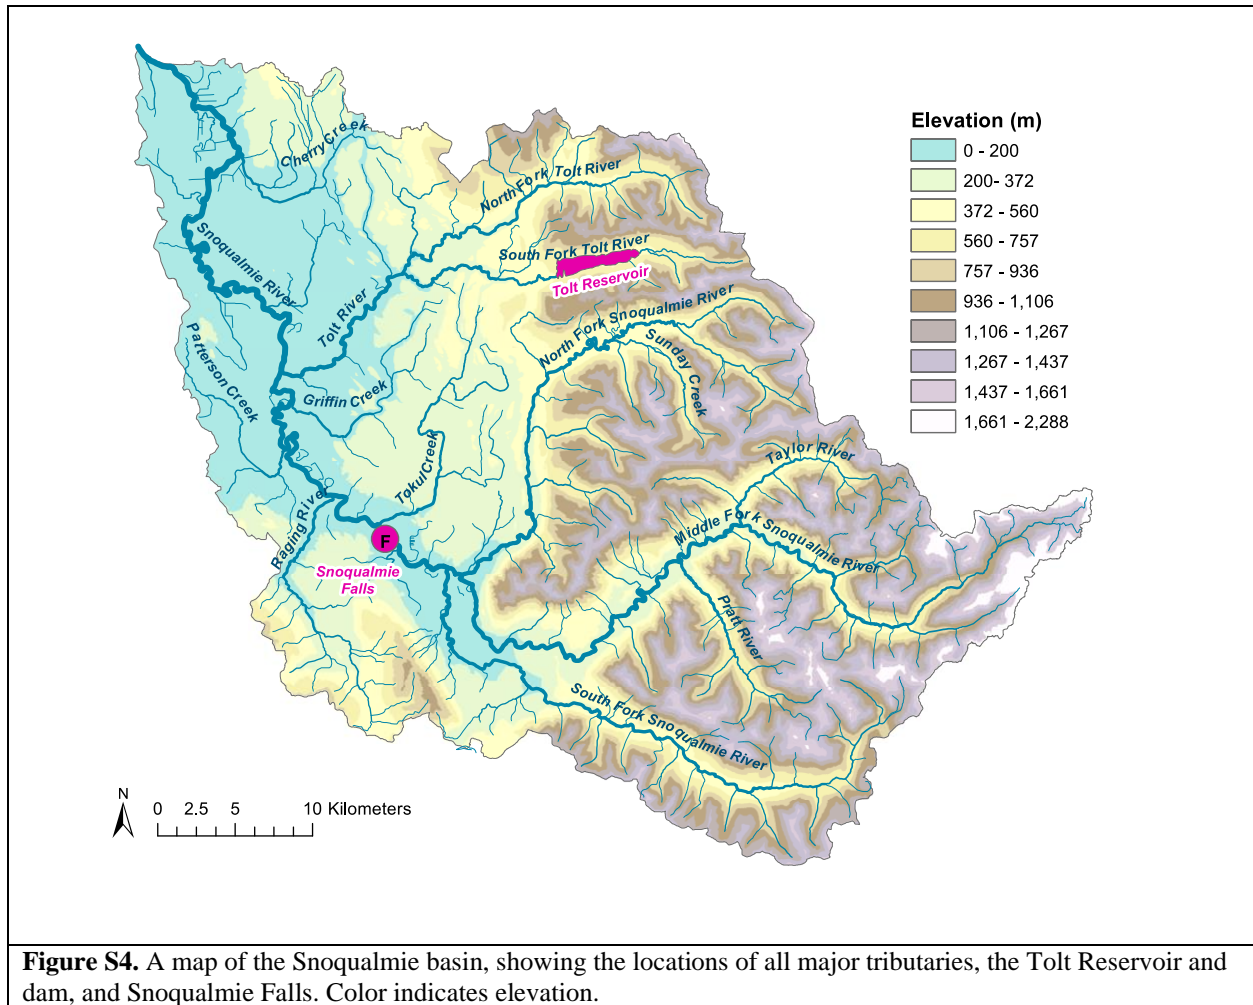 Cherry Creek
North Fork Tolt River
Snoqualmie River
South Fork Tolt River
Tolt Reservoir
Tolt River
North Fork Snoqualmie River
Sunday Creek
Patterson Creek
Griffin Creek
Tokul Creek
Taylor River
Raging River
F
Snoqualmie
Falls
Middle Fork Snoqualmie River
Pratt River
South Fork Snoqualmie River
Elevation (m)
0 - 200
200- 372
372 - 560
560 - 757
757 - 936
936 - 1,106
1,106 - 1,267
1,267 - 1,437
1,437 - 1,661
1,661 - 2,288
N
0 2.5 5 10 Kilometers
Figure S4. A map of the Snoqualmie basin, showing the locations of all major tributaries, the Tolt Reservoir and
dam, and Snoqualmie Falls. Color indicates elevation.